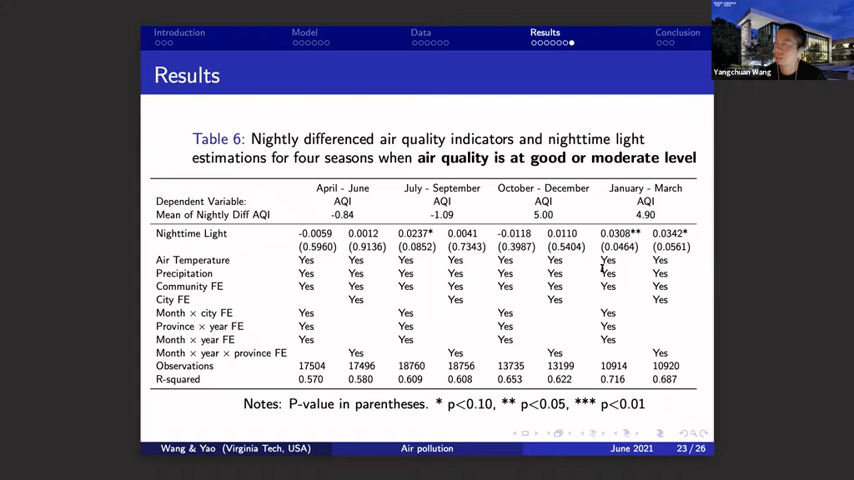 Introduction Model Data Results Conclusion
Yangchuan Wang
Results
Table 6: Nightly differenced air quality indicators and nighttime light
estimations for four seasons when air quality is at good or moderate level
April - June July - September October - December January - March
Dependent Variable: AQI AQI AQI AQI
Mean of Nightly Diff AQI -0.84 -1.09 5.00 4.90
Nighttime Light -0.0059 0.0012 0.0237* 0.0041 -0.0118 0.0110 0.0308** 0.0342*
(0.5960) (0.9136) (0.0852) (0.7343) (0.3987) (0.5404) (0.0464) (0.0561)
Air Temperature Yes Yes Yes Yes Yes Yes Yes Yes
Precipitation Yes Yes Yes Yes Yes Yes Yes Yes
Community FE Yes Yes Yes Yes Yes Yes Yes Yes
City FE Yes Yes Yes Yes
Month × city FE Yes Yes Yes Yes
Province × year FE Yes Yes Yes Yes
Month × year FE Yes Yes Yes Yes
Month × year × province FE Yes Yes Yes Yes
Observations 17504 17496 18760 18756 13735 13199 10914 10920
R-squared 0.570 0.580 0.609 0.608 0.653 0.622 0.716 0.687
Notes: P-value in parentheses. * p<0.10, ** p<0.05, *** p<0.01
Wang & Yao (Virginia Tech, USA) Air pollution June 2021 23 / 26